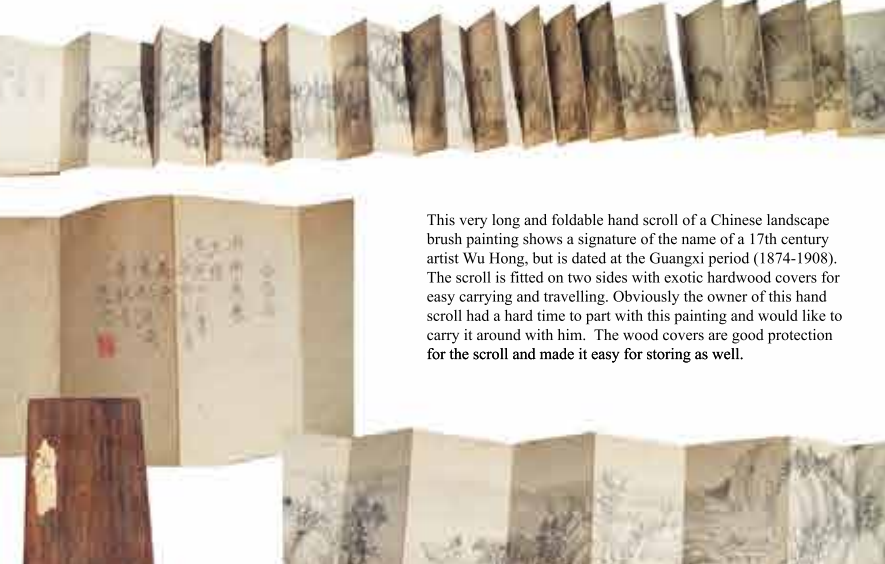 This very long and foldable hand scroll of a Chinese landscape
brush painting shows a signature of the name of a 17th century
artist Wu Hong, but is dated at the Guangxi period (1874-1908).
The scroll is fitted on two sides with exotic hardwood covers for
easy carrying and travelling. Obviously the owner of this hand
scroll had a hard time to part with this painting and would like to
carry it around with him.  The wood covers are good protection
for the scroll and made it easy for storing as well.